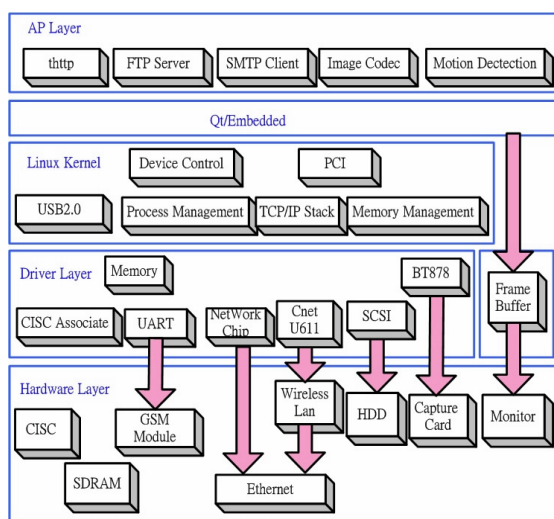 AP Layer
thttp
FTP Server
SMTP Client
Image Codec
Motion Dectection
Qt/Embedded
Linux Kernel
Device Control
PCI
USB2.0
Process Management
TCP/IP Stack
Memory Management
Driver Layer
Memory
BT878
Frame
Buffer
CISC Associate
UART
NetWork
Chip
Cnet
U611
SCSI
Hardware Layer
CISC
GSM
Module
Wireless
Lan
HDD
Capture
Card
Monitor
SDRAM
Ethernet